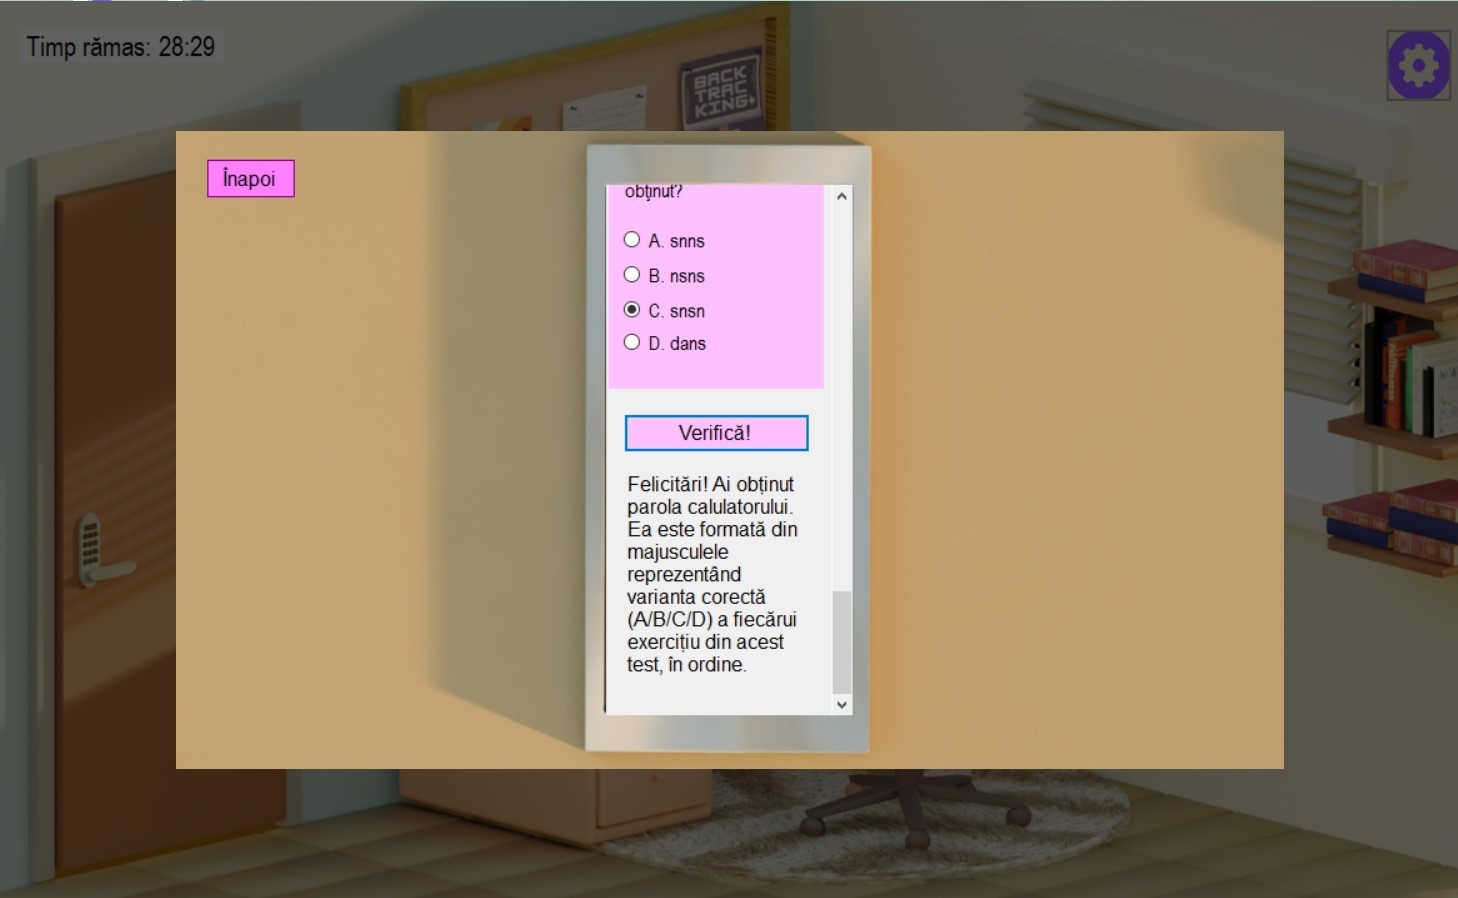 Timp rămas: 28:29
BACK
TRAC
KING.
Înapoi
obţinut?
A. snns
B. nsns
C. snsn
D. dans
Verifică!
Felicitări! Ai obținut
parola calulatorului.
Ea este formată din
majusculele
reprezentând
varianta corectă
(A/B/C/D) a fiecărui
exercițiu din acest
test, în ordine.